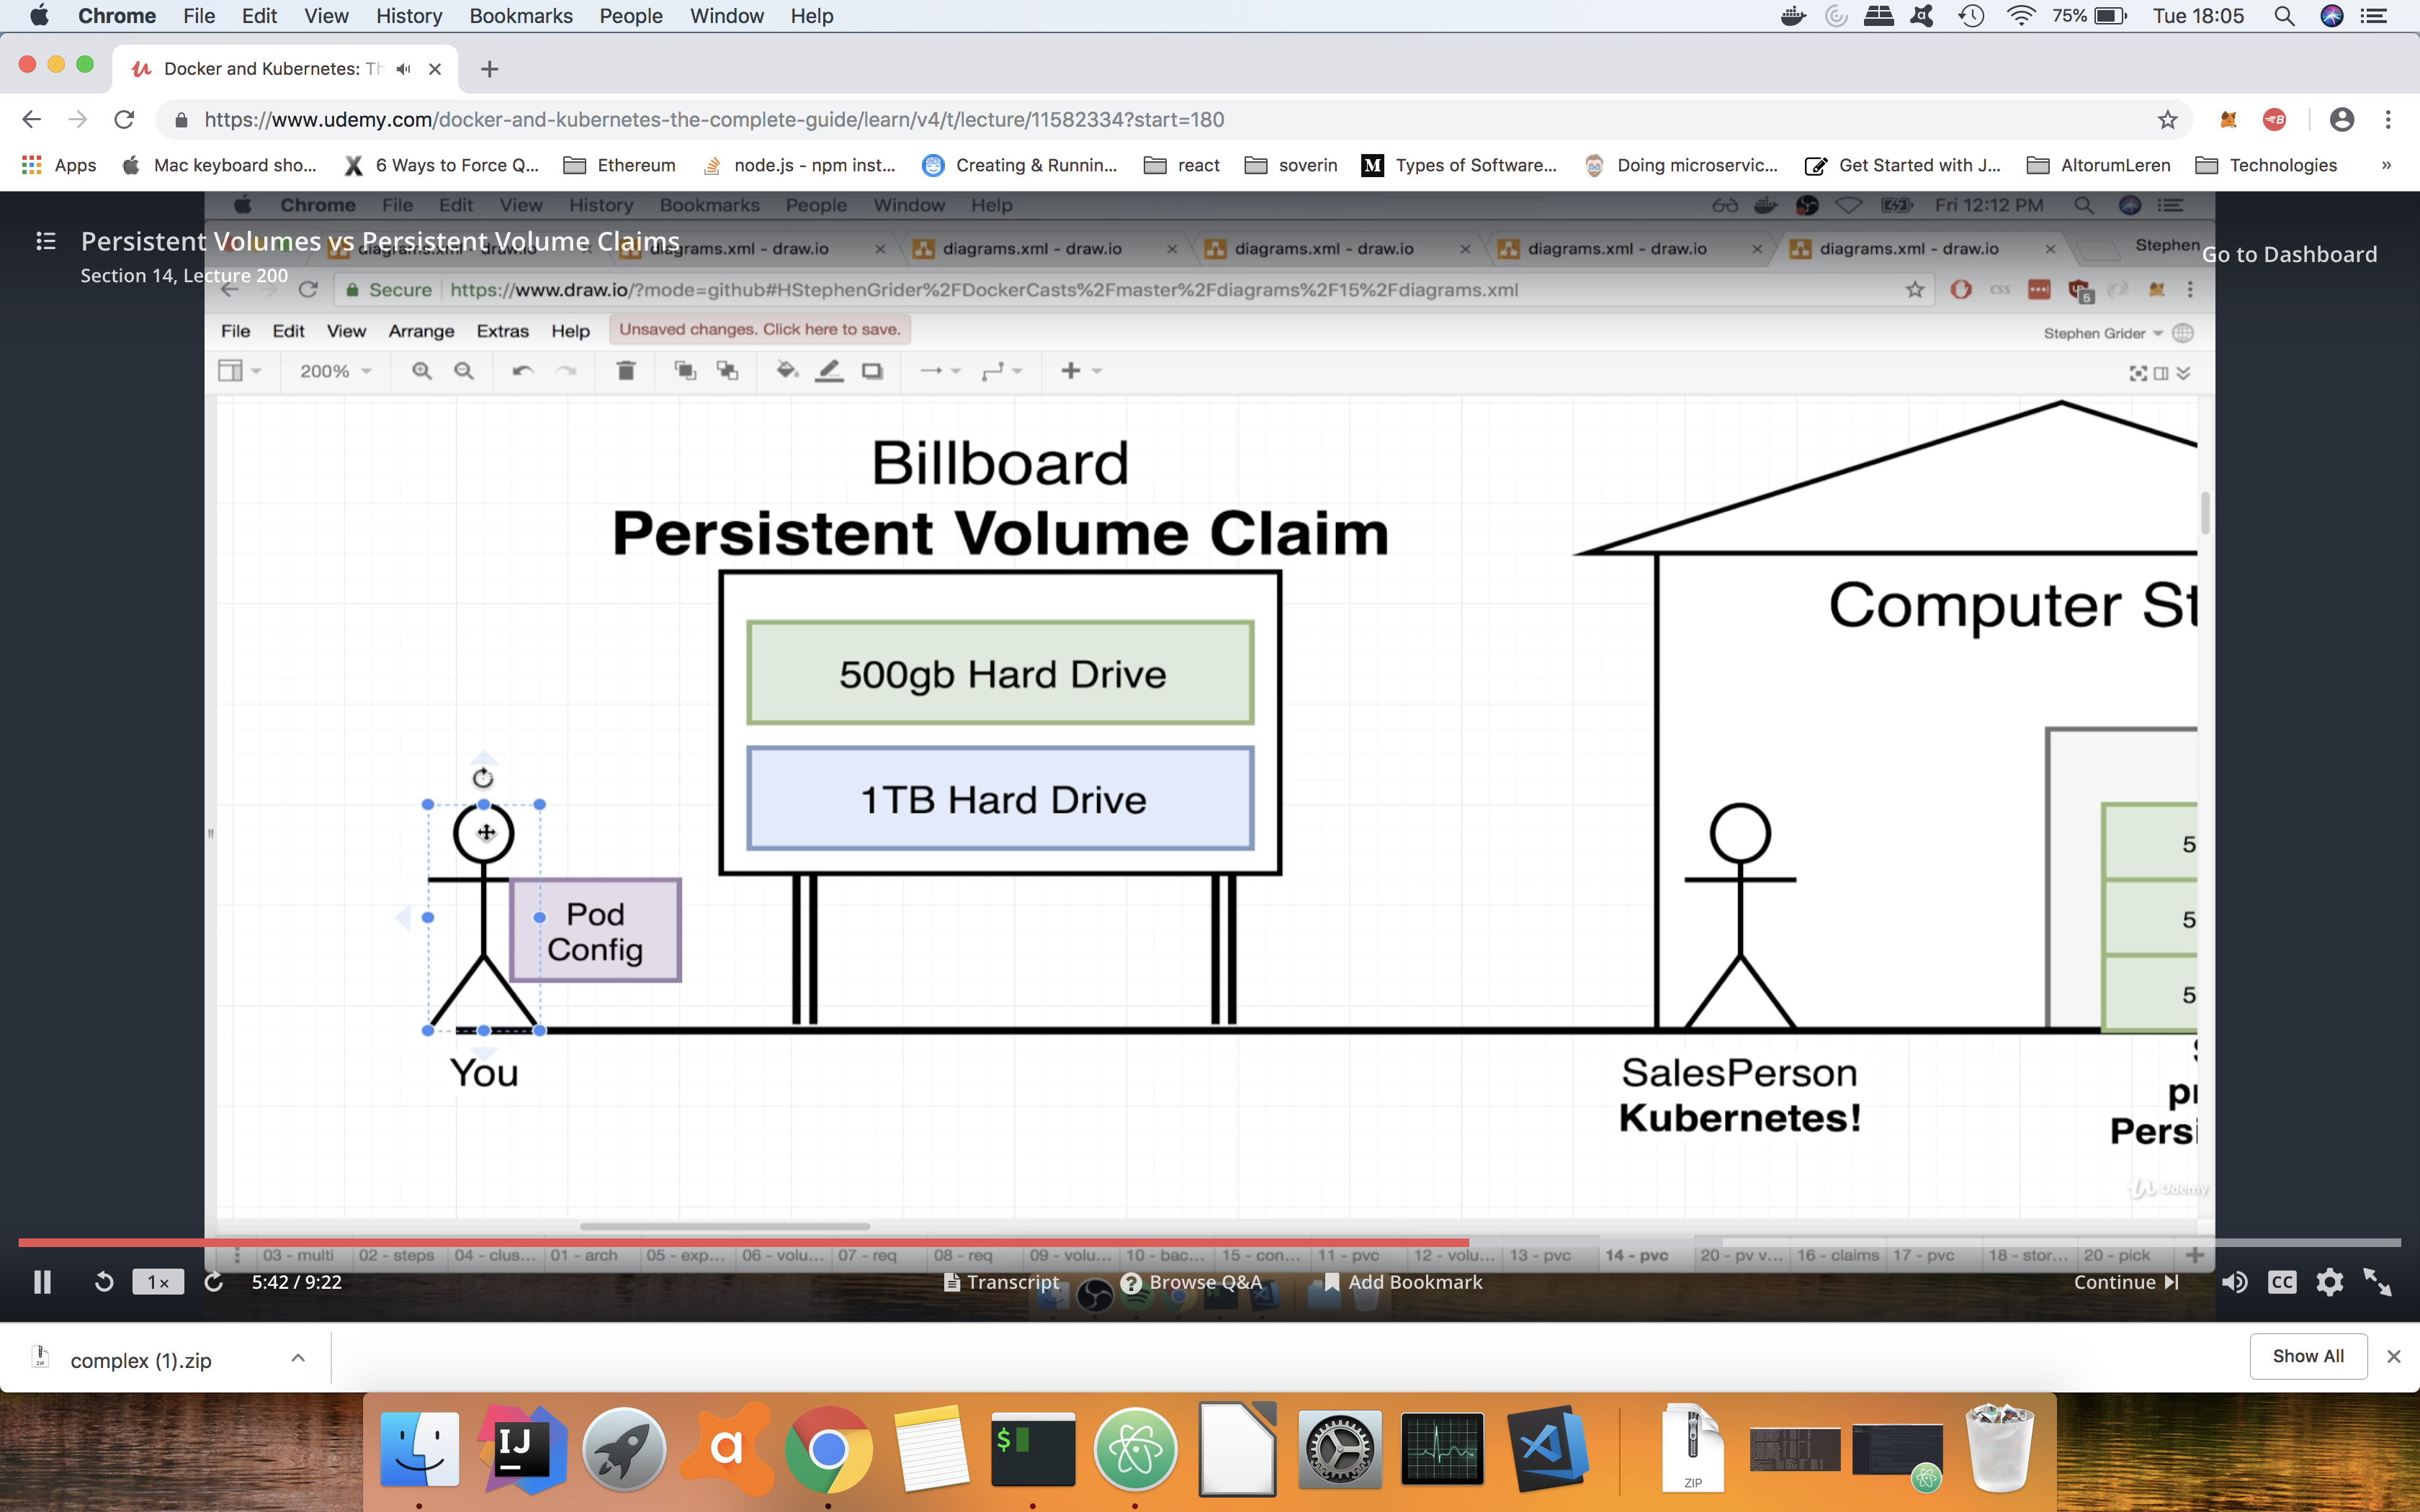 Chrome File Edit View History Bookmarks People Window Help 75% Tue 18:05
Docker and Kubernetes: Th
https://www.udemy.com/docker-and-kubernetes-the-complete-guide/learn/v4/t/lecture/11582334?start=180
Apps Mac keyboard sho... 6 Ways to Force Q... Ethereum node.js - npm inst... Creating & Runnin... react soverin Types of Software... Doing microservic... Get Started with J... AltorumLeren Technologies »
Chrome File Edit View History Bookmarks People Window Help Fri 12:12 PM
Persistent Volumes vs Persistent Volume Claims
diagrams.xml - draw.io diagrams.xml - draw.io diagrams.xml - draw.io diagrams.xml - draw.io diagrams.xml - draw.io Stephen
Go to Dashboard
Section 14, Lecture 200
Secure https://www.draw.io/?mode=github#HStephenGrider%2FDockerCasts%2Fmaster%2Fdiagrams%2F15%2Fdiagrams.xml
File Edit View Arrange Extras Help Unsaved changes. Click here to save. Stephen Grider
200%
Billboard
Persistent Volume Claim
Computer St
500gb Hard Drive
1TB Hard Drive
5
5
5
Pod
Config
You
SalesPerson
Kubernetes!
pr
Persi
Udemy
03 - multi 02 - steps 04 - clus... 01 - arch 05 - exp... 06 - volu... 07 - req 08 - req 09 - volu... 10 - bac... 15 - con... 11 - pvc 12 - volu... 13 - pvc 14 - pvc 20 - pv v... 16 - claims 17 - pvc 18 - stor... 20 - pick
1x 5:42 / 9:22 Transcript Browse Q&A Add Bookmark Continue CC
complex (1).zip Show All
IJ
a
$
ZIP